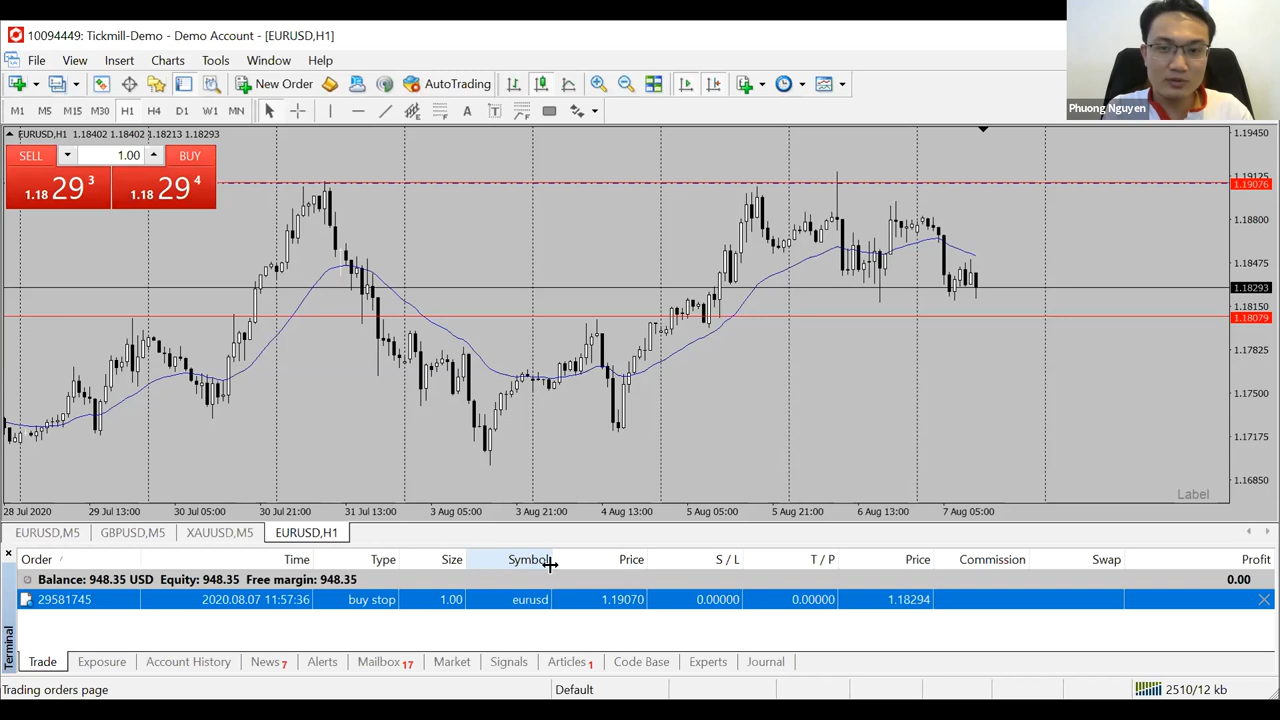 10094449: Tickmill-Demo - Demo Account - [EURUSD,H1]
File View Insert Charts Tools Window Help
New Order AutoTrading
M1 M5 M15 M30 H1 H4 D1 W1 MN A T
Phuong Nguyen
EURUSD,H1 1.18402 1.18402 1.18213 1.18293
SELL 1.00 BUY
1.18 29 3 1.18 29 4
1.19450
1.19125
1.19076
1.18800
1.18475
1.18293
1.18150
1.18079
1.17825
1.17500
1.17175
1.16850
Label
28 Jul 2020 29 Jul 13:00 30 Jul 05:00 30 Jul 21:00 31 Jul 13:00 3 Aug 05:00 3 Aug 21:00 4 Aug 13:00 5 Aug 05:00 5 Aug 21:00 6 Aug 13:00 7 Aug 05:00
EURUSD,M5 GBPUSD,M5 XAUUSD,M5 EURUSD,H1
Order Time Type Size Symbol Price S / L T / P Price Commission Swap Profit
Balance: 948.35 USD Equity: 948.35 Free margin: 948.35 0.00
29581745 2020.08.07 11:57:36 buy stop 1.00 eurusd 1.19070 0.00000 0.00000 1.18294
Terminal
Trade Exposure Account History News 7 Alerts Mailbox 17 Market Signals Articles 1 Code Base Experts Journal
Trading orders page Default 2510/12 kb